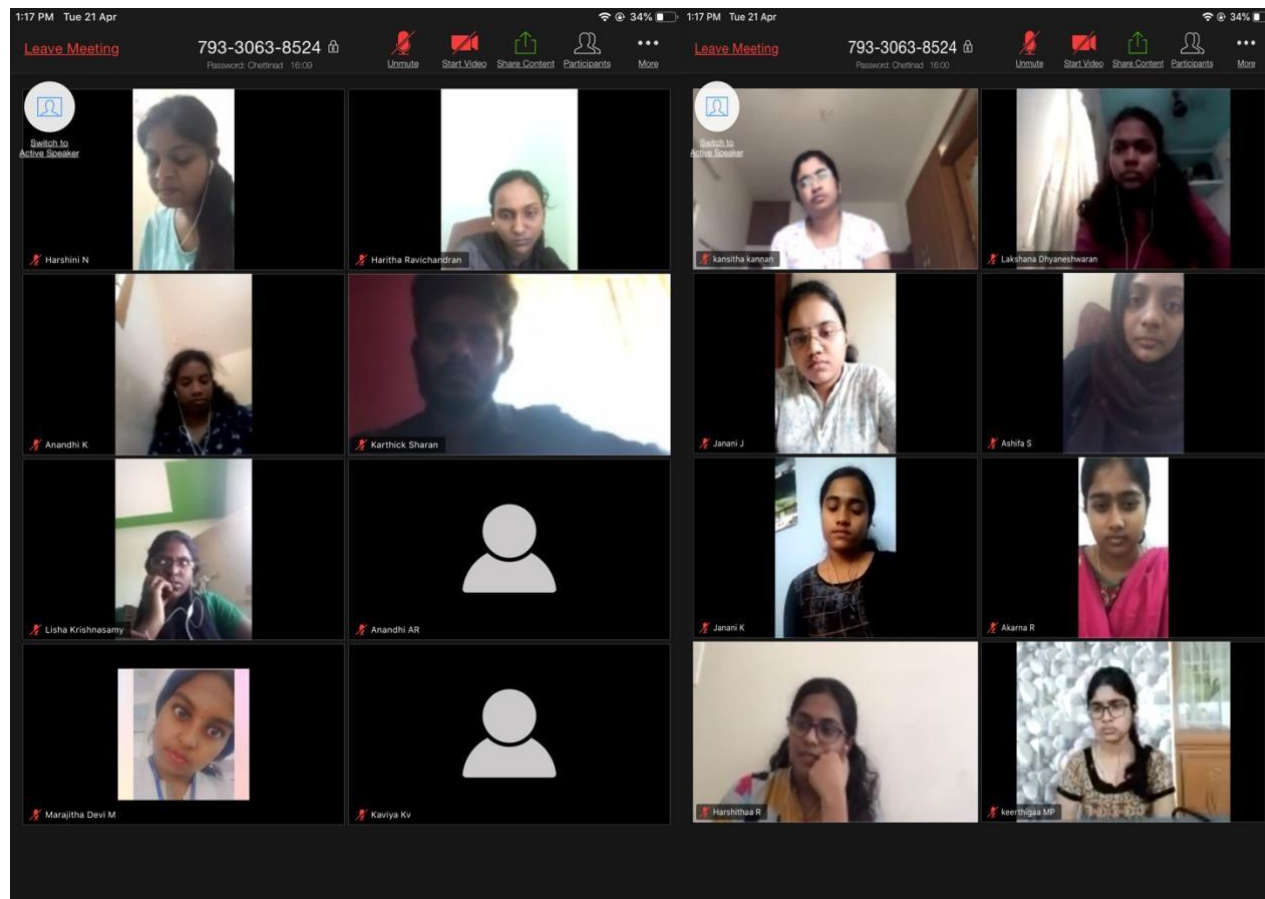 1:17 PM Tue 21 Apr
34%
Leave Meeting
793-3063-8524
Password: Chettinad 16:09
Unmute
Start Video
Share Content
Participants
More
Switch to
Active Speaker
Harshini N
Haritha Ravichandran
Anandhi K
Karthick Sharan
Lisha Krishnasamy
Anandhi AR
Marajitha Devi M
Kaviya Kv
1:17 PM Tue 21 Apr
34%
Leave Meeting
793-3063-8524
Password: Chettinad 16:00
Unmute
Start Video
Share Content
Participants
More
Switch to
Active Speaker
kansitha kannan
Lakshana Dhyaneshwaran
Janani J
Ashifa S
Janani K
Akarna R
Harshithaa R
keerthigaa MP